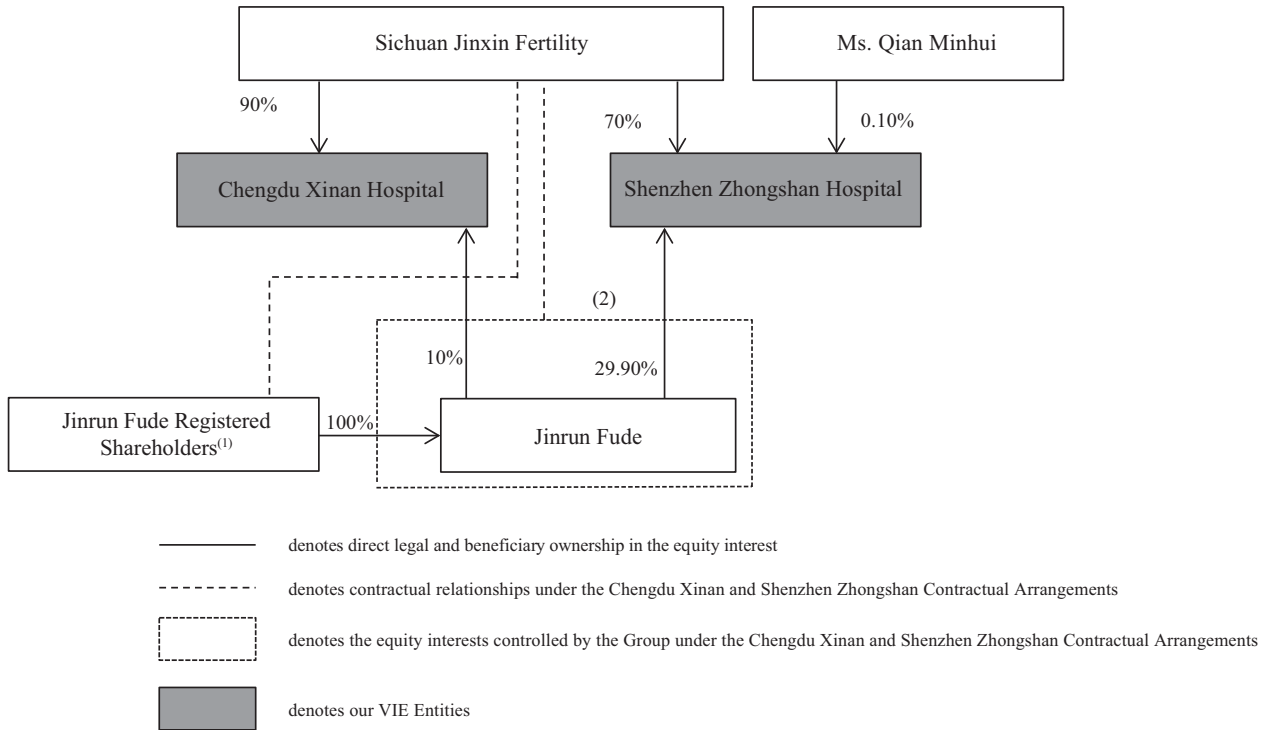 Sichuan Jinxin Fertility
Ms. Qian Minhui
90%
70%
0.10%
Chengdu Xinan Hospital
Shenzhen Zhongshan Hospital
(2)
10%
29.90%
Jinrun Fude Registered
Shareholders(1)
100%
Jinrun Fude
denotes direct legal and beneficiary ownership in the equity interest
denotes contractual relationships under the Chengdu Xinan and Shenzhen Zhongshan Contractual Arrangements
denotes the equity interests controlled by the Group under the Chengdu Xinan and Shenzhen Zhongshan Contractual Arrangements
denotes our VIE Entities